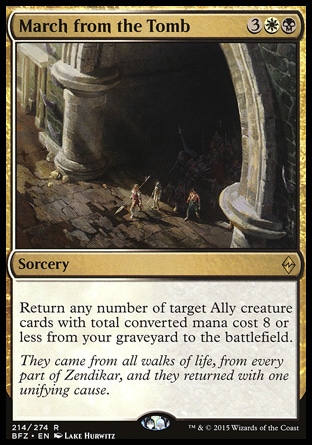 March from the Tomb 3
Sorcery
Return any number of target Ally creature
cards with total converted mana cost 8 or
less from your graveyard to the battlefield.
They came from all walks of life, from every
part of Zendikar, and they returned with one
unifying cause.
214/274 R
BFZ • EN Lake Hurwitz
™ & © 2015 Wizards of the Coast